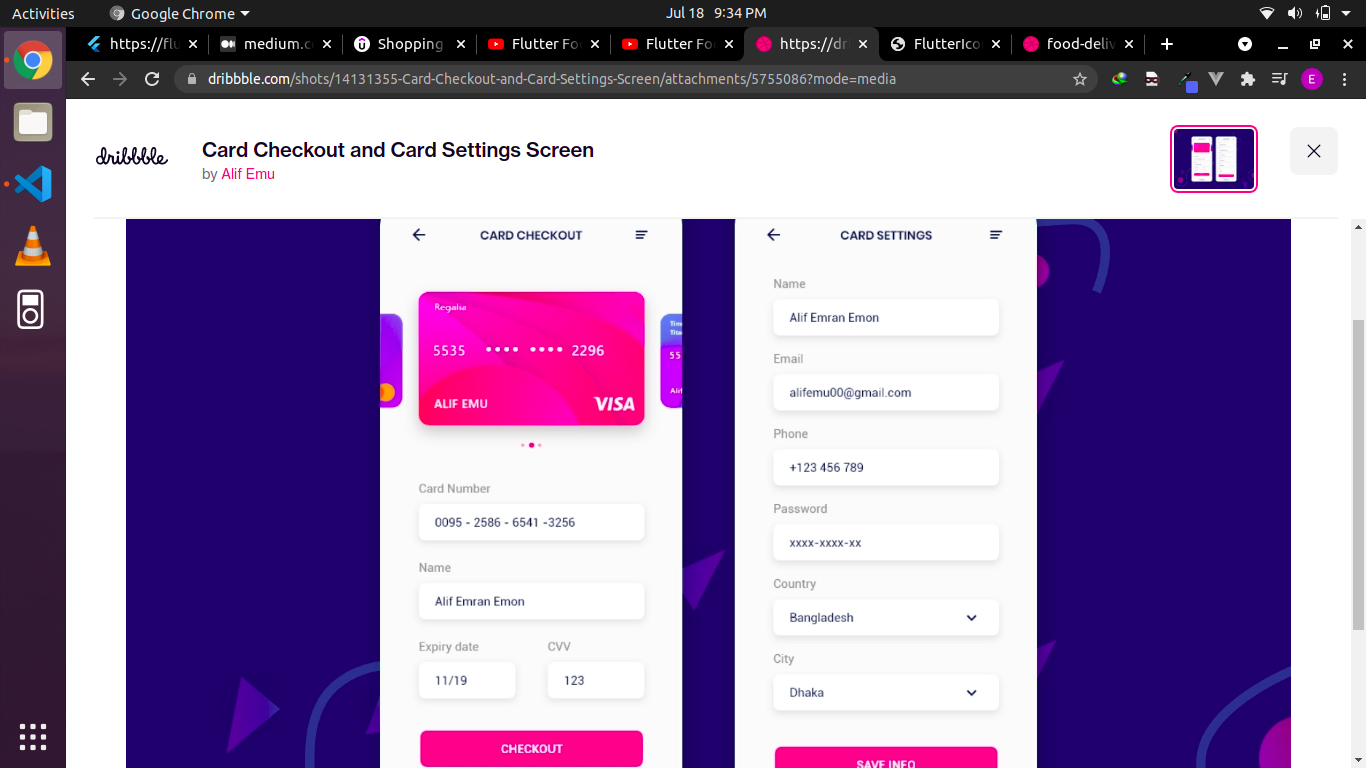 Activities
Google Chrome
Jul 18 9:34 PM
https://flu
medium.c
Shopping
Flutter Fo
Flutter Fo
https://dri
FlutterIco
food-deliv
dribbble.com/shots/14131355-Card-Checkout-and-Card-Settings-Screen/attachments/5755086?mode=media
E
dribbble
Card Checkout and Card Settings Screen
by Alif Emu
CARD CHECKOUT
Regalia
5535 •••• •••• 2296
ALIF EMU
VISA
Card Number
0095 - 2586 - 6541 -3256
Name
Alif Emran Emon
Expiry date
CVV
11/19
123
CHECKOUT
CARD SETTINGS
Name
Alif Emran Emon
Email
alifemu00@gmail.com
Phone
+123 456 789
Password
xxxx-xxxx-xx
Country
Bangladesh
City
Dhaka
SAVE INFO